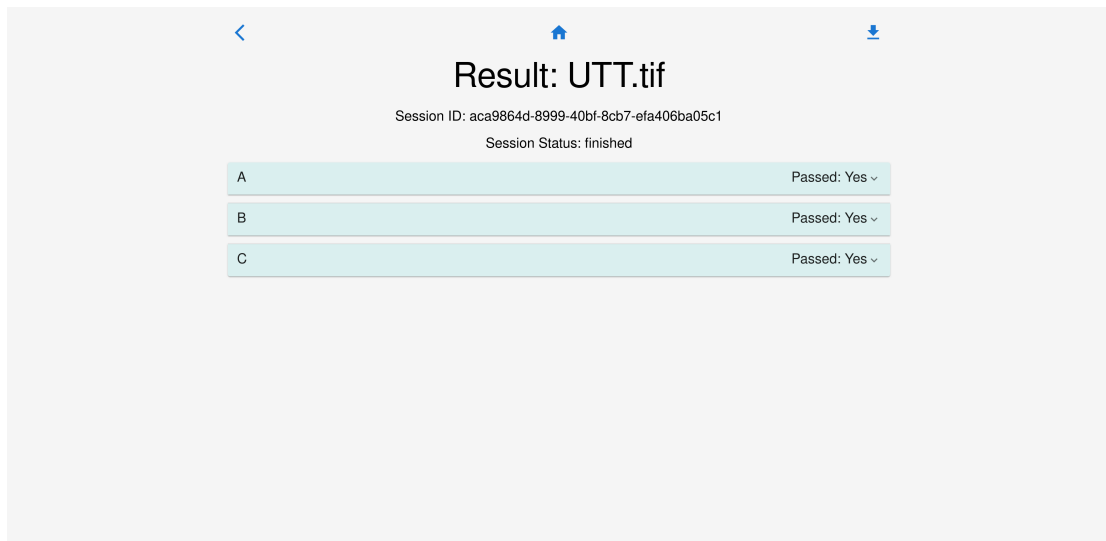 Result: UTT.tif
Session ID: aca9864d-8999-40bf-8cb7-efa406ba05c1
Session Status: finished
A Passed: Yes
B Passed: Yes
C Passed: Yes